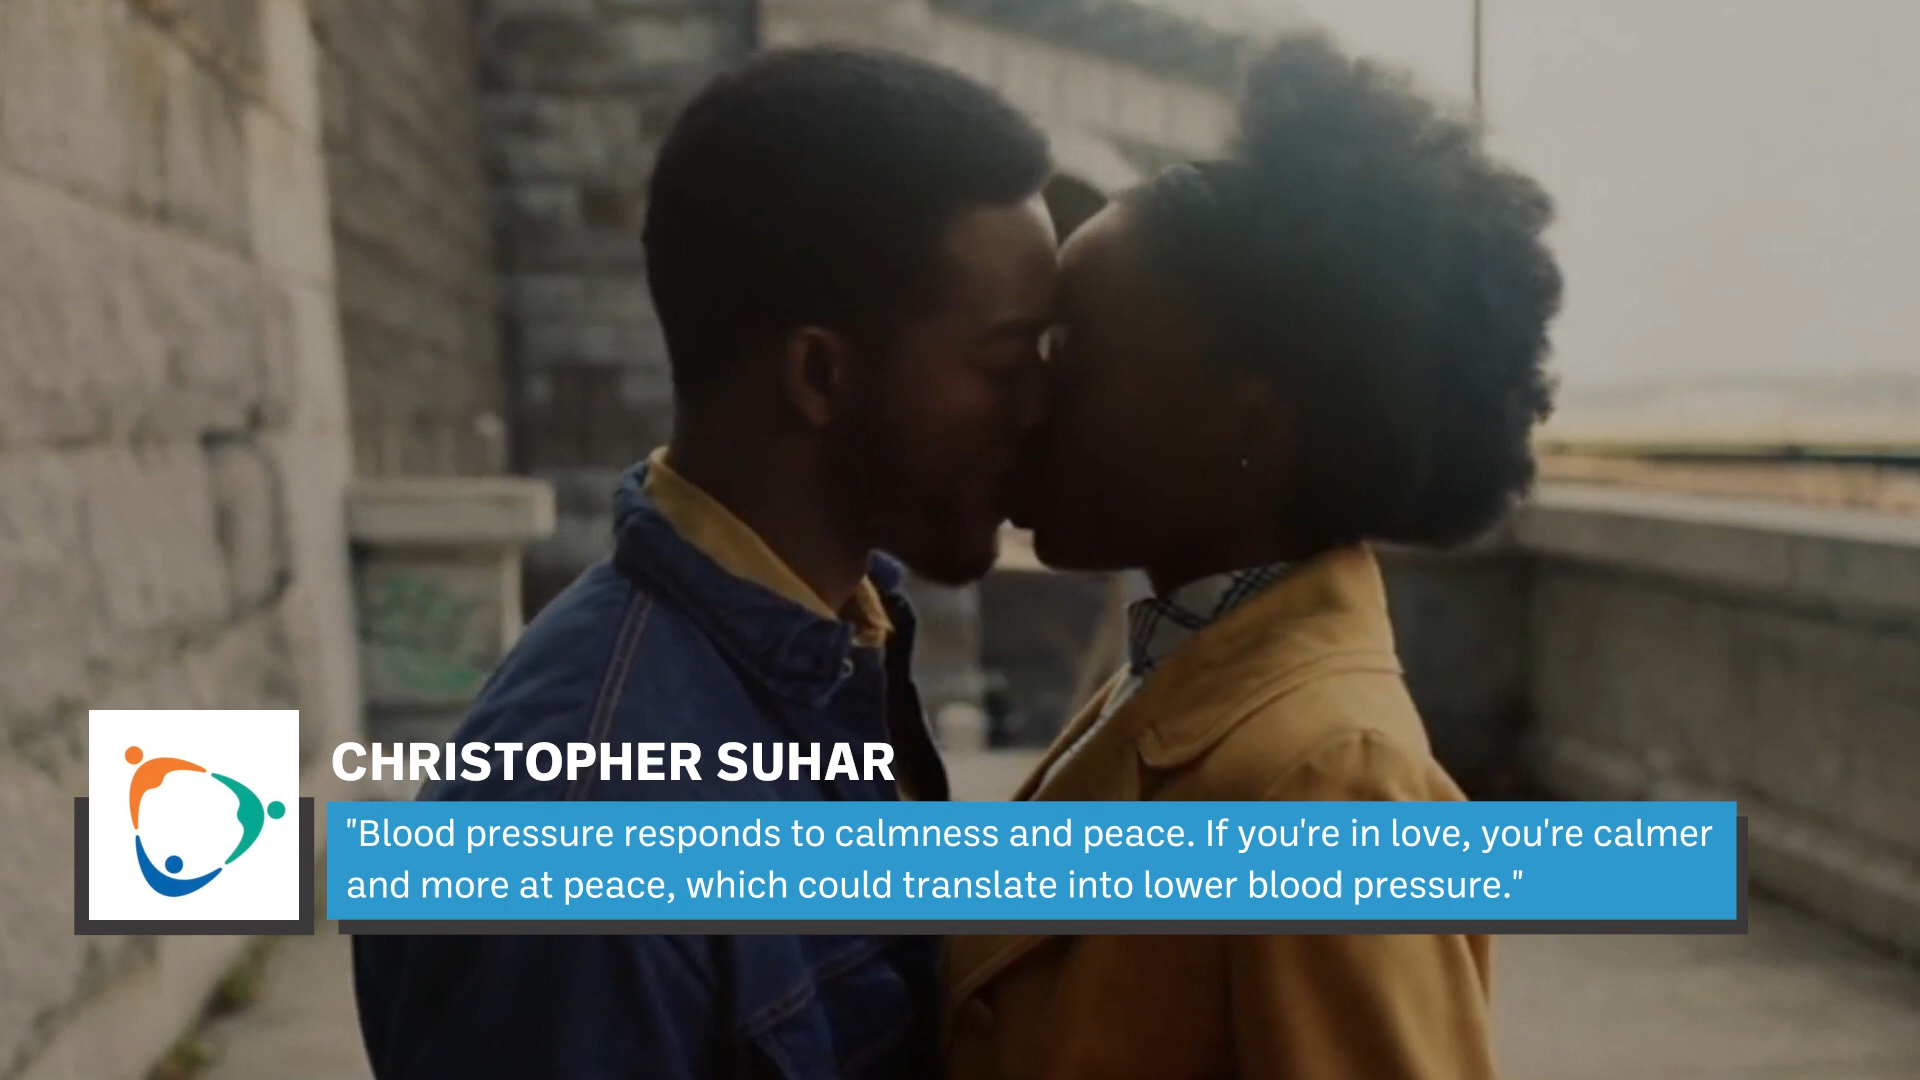 CHRISTOPHER SUHAR
"Blood pressure responds to calmness and peace. If you're in love, you're calmer
and more at peace, which could translate into lower blood pressure."